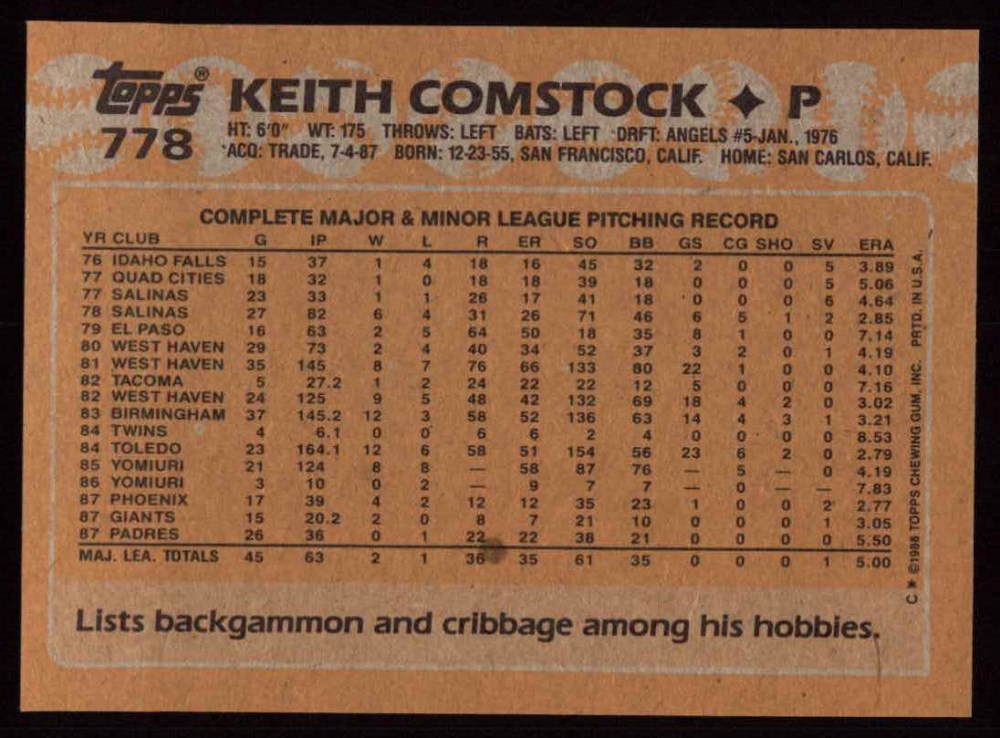 Topps® KEITH COMSTOCK ✦ P
778 HT: 6'0" WT: 175 THROWS: LEFT BATS: LEFT DRFT: ANGELS #5-JAN., 1976
*ACQ: TRADE, 7-4-87 BORN: 12-23-55, SAN FRANCISCO, CALIF. HOME: SAN CARLOS, CALIF.
COMPLETE MAJOR & MINOR LEAGUE PITCHING RECORD
YR CLUB G IP W L R ER SO BB GS CG SHO SV ERA
76 IDAHO FALLS 15 37 1 4 18 16 45 32 2 0 0 5 3.89
77 QUAD CITIES 18 32 1 0 18 18 39 18 0 0 0 5 5.06
77 SALINAS 23 33 1 1 26 17 41 18 0 0 0 6 4.64
78 SALINAS 27 82 6 4 31 26 71 46 6 5 1 2 2.85
79 EL PASO 16 63 2 5 64 50 18 35 8 1 0 0 7.14
80 WEST HAVEN 29 73 2 4 40 34 52 37 3 2 0 1 4.19
81 WEST HAVEN 35 145 8 7 76 66 133 80 22 1 0 0 4.10
82 TACOMA 5 27.2 1 2 24 22 22 12 5 0 0 0 7.16
82 WEST HAVEN 24 125 9 5 48 42 132 69 18 4 2 0 3.02
83 BIRMINGHAM 37 145.2 12 3 58 52 136 63 14 4 3 1 3.21
84 TWINS 4 6.1 0 0 6 6 2 4 0 0 0 0 8.53
84 TOLEDO 23 164.1 12 6 58 51 154 56 23 6 2 0 2.79
85 YOMIURI 21 124 8 8 — 58 87 76 — 5 — 0 4.19
86 YOMIURI 3 10 0 2 — 9 7 7 — 0 — — 7.83
87 PHOENIX 17 39 4 2 12 12 35 23 1 0 0 2 2.77
87 GIANTS 15 20.2 2 0 8 7 21 10 0 0 0 1 3.05
87 PADRES 26 36 0 1 22 22 38 21 0 0 0 0 5.50
MAJ. LEA. TOTALS 45 63 2 1 36 35 61 35 0 0 0 1 5.00
C * ©1988 TOPPS CHEWING GUM, INC. PRTD. IN U.S.A.
Lists backgammon and cribbage among his hobbies.